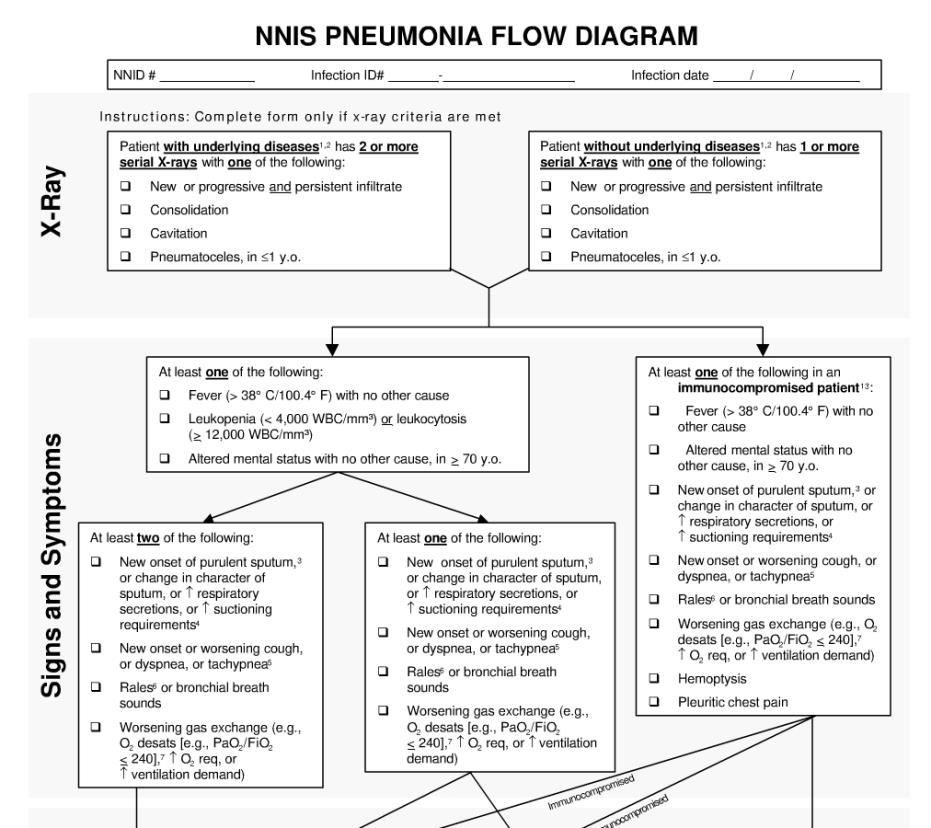 NNIS PNEUMONIA FLOW DIAGRAM
NNID # ____________ Infection ID# _______-____________________ Infection date _____/_____/_________
Instructions: Complete form only if x-ray criteria are met
X-Ray
Patient with underlying diseases¹,² has 2 or more
serial X-rays with one of the following:
❑ New or progressive and persistent infiltrate
❑ Consolidation
❑ Cavitation
❑ Pneumatoceles, in ≤1 y.o.
Patient without underlying diseases¹,² has 1 or more
serial X-rays with one of the following:
❑ New or progressive and persistent infiltrate
❑ Consolidation
❑ Cavitation
❑ Pneumatoceles, in ≤1 y.o.
Signs and Symptoms
At least one of the following:
❑ Fever (> 38° C/100.4° F) with no other cause
❑ Leukopenia (< 4,000 WBC/mm³) or leukocytosis
(≥ 12,000 WBC/mm³)
❑ Altered mental status with no other cause, in ≥ 70 y.o.
At least one of the following in an
immunocompromised patient¹³:
❑ Fever (> 38° C/100.4° F) with no
other cause
❑ Altered mental status with no
other cause, in ≥ 70 y.o.
❑ New onset of purulent sputum,³ or
change in character of sputum, or
↑ respiratory secretions, or
↑ suctioning requirements⁴
❑ New onset or worsening cough, or
dyspnea, or tachypnea⁵
❑ Rales⁶ or bronchial breath sounds
❑ Worsening gas exchange (e.g., O₂
desats [e.g., PaO₂/FiO₂ ≤ 240],⁷
↑ O₂ req, or ↑ ventilation demand)
❑ Hemoptysis
❑ Pleuritic chest pain
At least two of the following:
❑ New onset of purulent sputum,³
or change in character of
sputum, or ↑ respiratory
secretions, or ↑ suctioning
requirements⁴
❑ New onset or worsening cough,
or dyspnea, or tachypnea⁵
❑ Rales⁶ or bronchial breath
sounds
❑ Worsening gas exchange (e.g.,
O₂ desats [e.g., PaO₂/FiO₂
≤ 240],⁷ ↑ O₂ req, or
↑ ventilation demand)
At least one of the following:
❑ New onset of purulent sputum,³
or change in character of sputum,
or ↑ respiratory secretions, or
↑ suctioning requirements⁴
❑ New onset or worsening cough,
or dyspnea, or tachypnea⁵
❑ Rales⁶ or bronchial breath
sounds
❑ Worsening gas exchange (e.g.,
O₂ desats [e.g., PaO₂/FiO₂
≤ 240],⁷ ↑ O₂ req, or ↑ ventilation
demand)
Immunocompromised